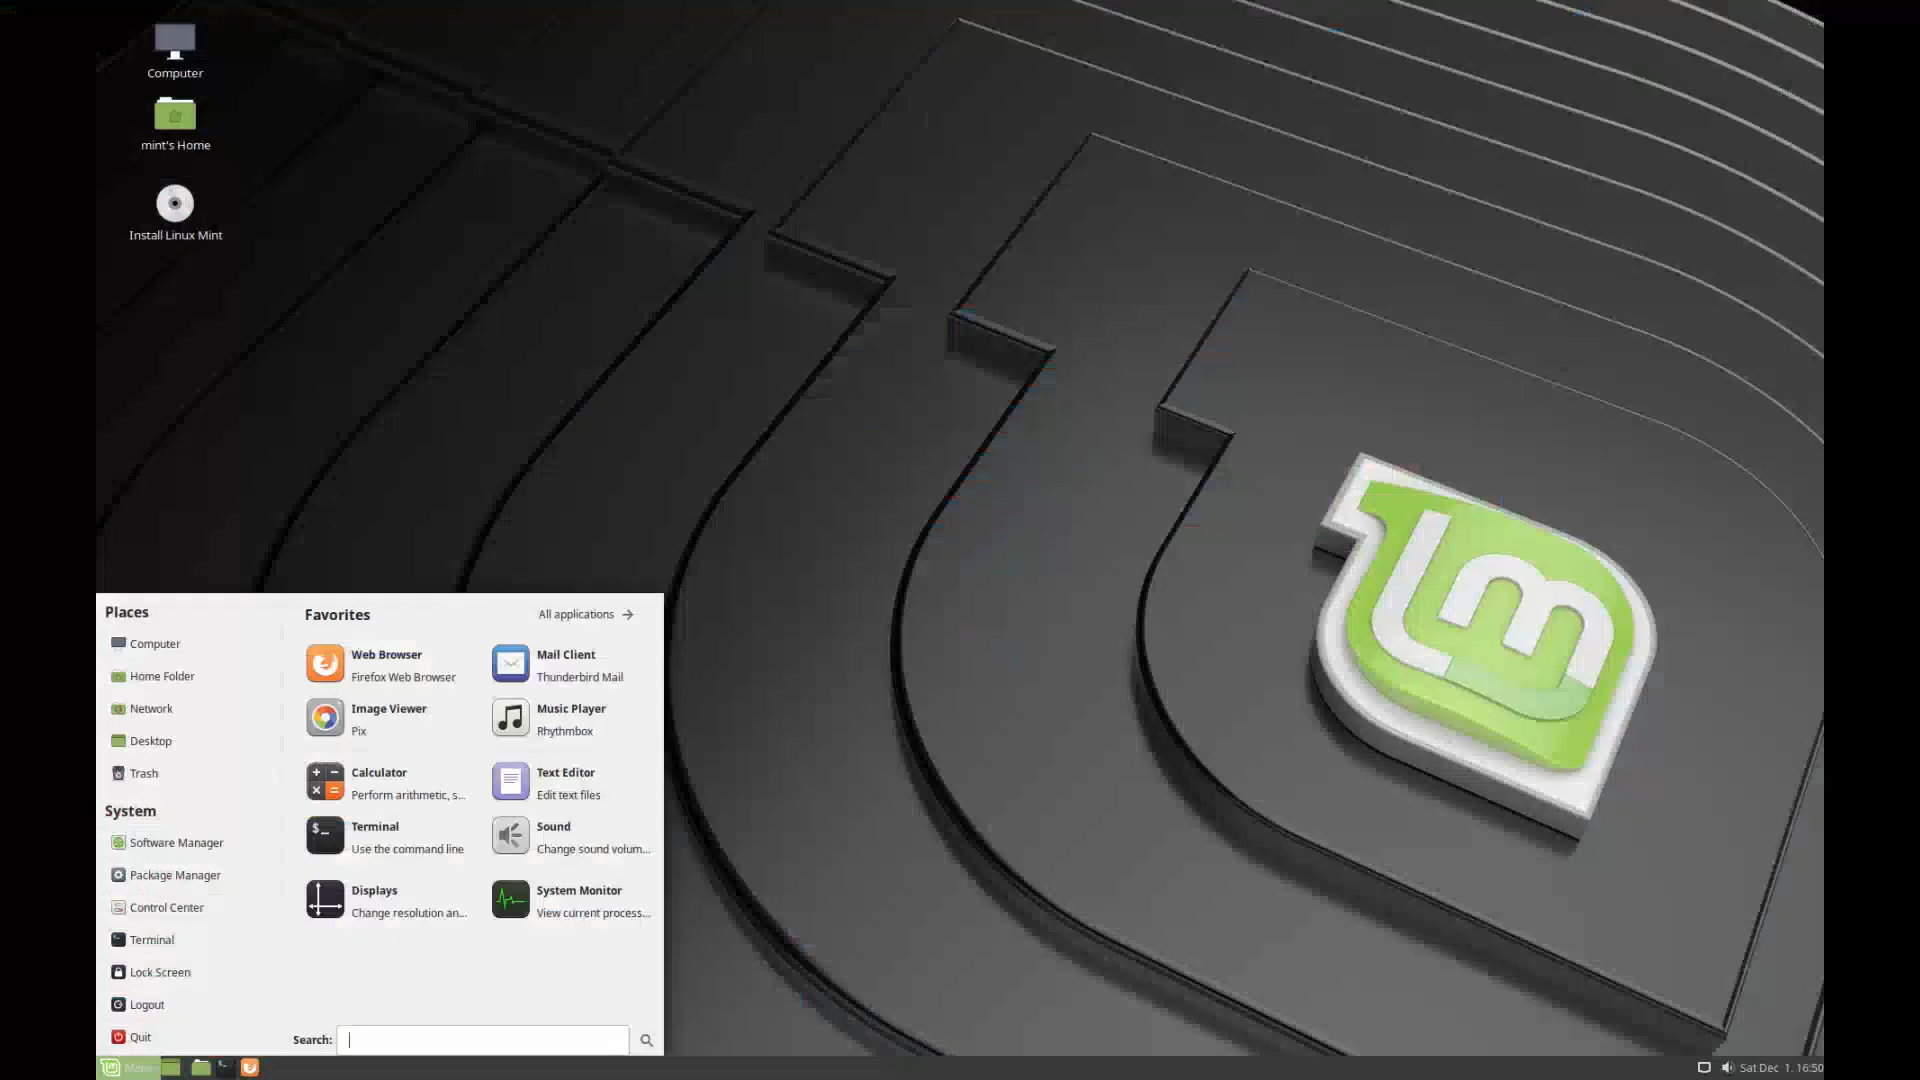 Computer
mint's Home
Install Linux Mint
Places
Computer
Home Folder
Network
Desktop
Trash
System
Software Manager
Package Manager
Control Center
Terminal
Lock Screen
Logout
Quit
Favorites
All applications
Web Browser
Firefox Web Browser
Mail Client
Thunderbird Mail
Image Viewer
Pix
Music Player
Rhythmbox
Calculator
Perform arithmetic, s...
Text Editor
Edit text files
Terminal
Use the command line
Sound
Change sound volum...
Displays
Change resolution an...
System Monitor
View current process...
Search:
Menu
Sat Dec 1, 16:50
lm